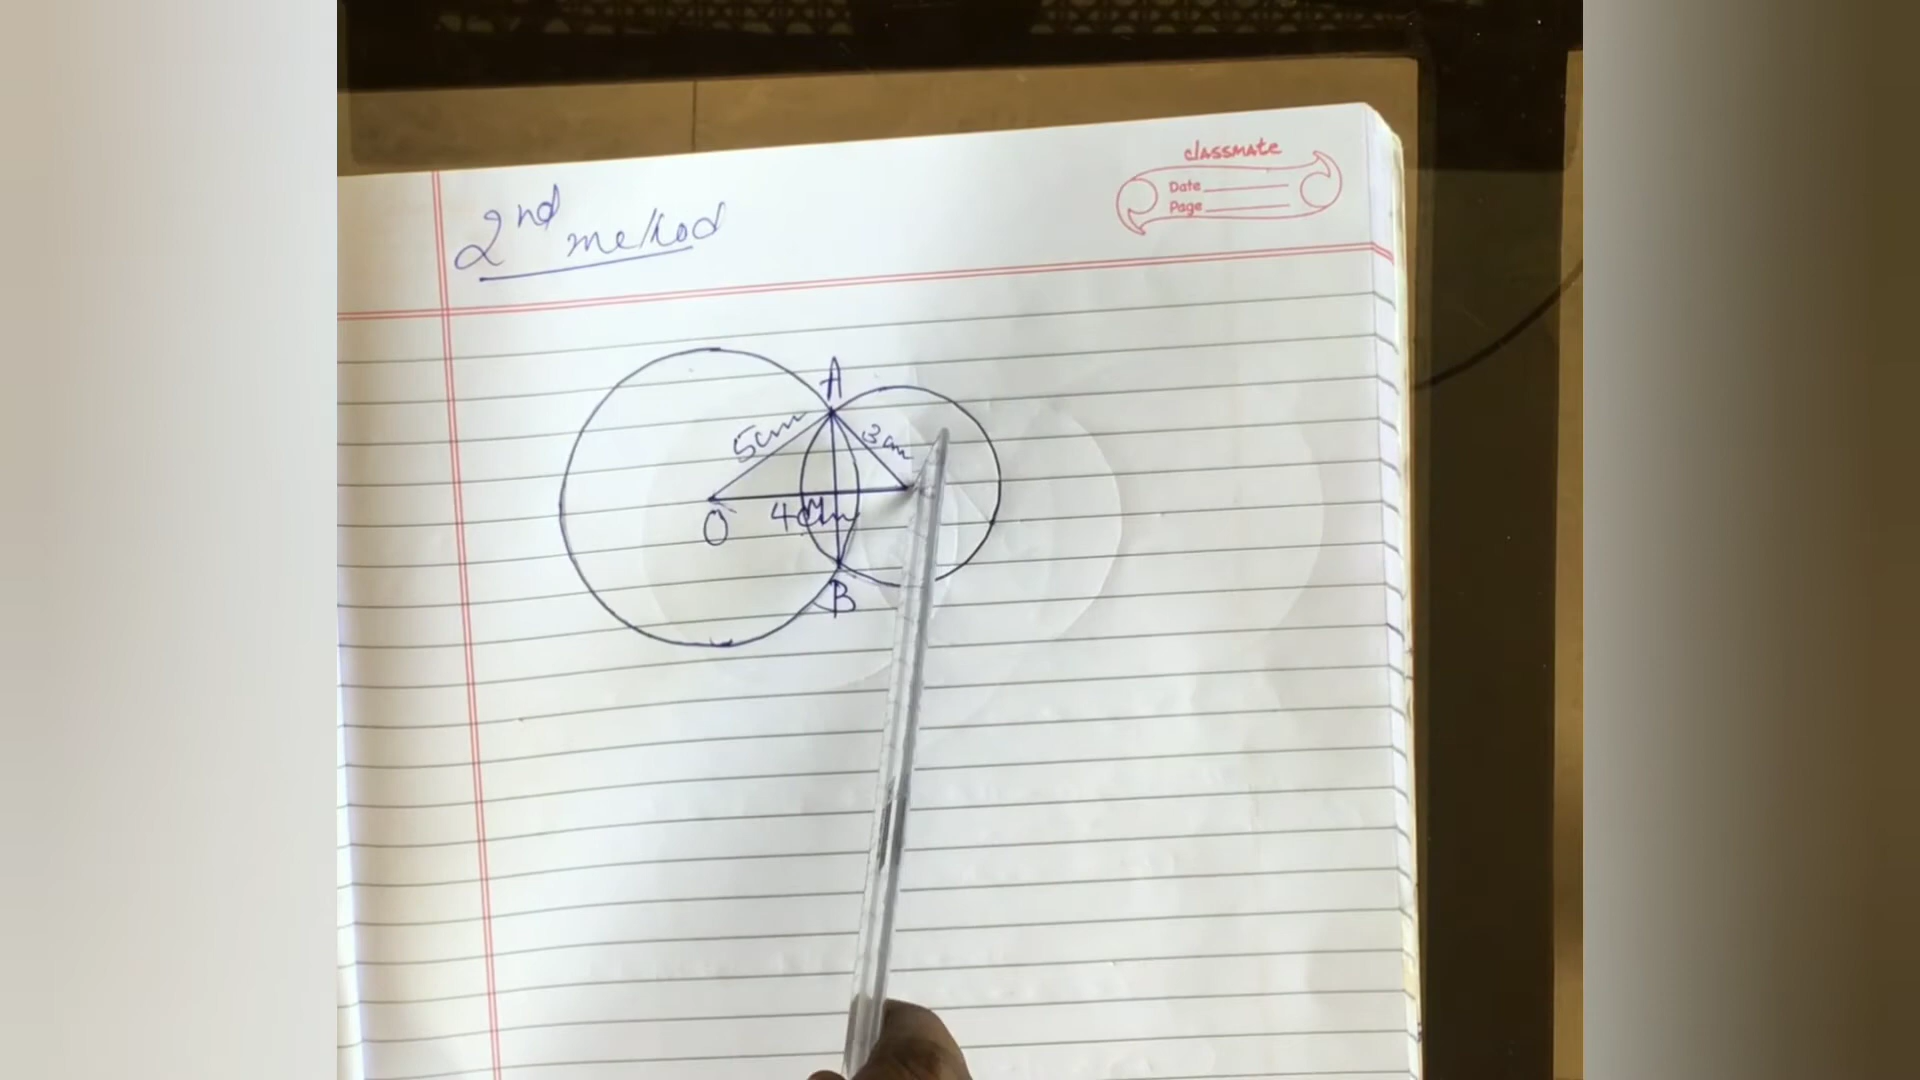 classmate
Date
Page
2nd method
A
5cm
3cm
O
4cm
B